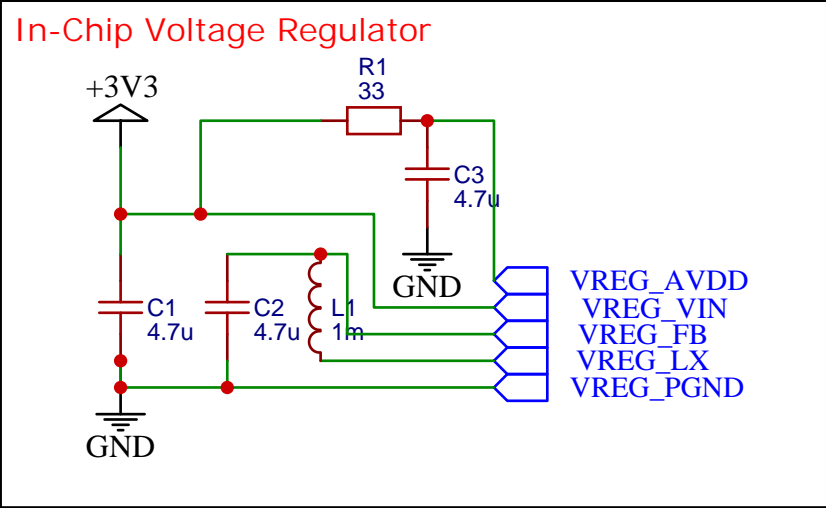 In-Chip Voltage Regulator
R1
33
+3V3
C3
4.7u
GND
VREG_AVDD
VREG_VIN
VREG_FB
VREG_LX
VREG_PGND
C1
4.7u
C2
4.7u
L1
1m
GND